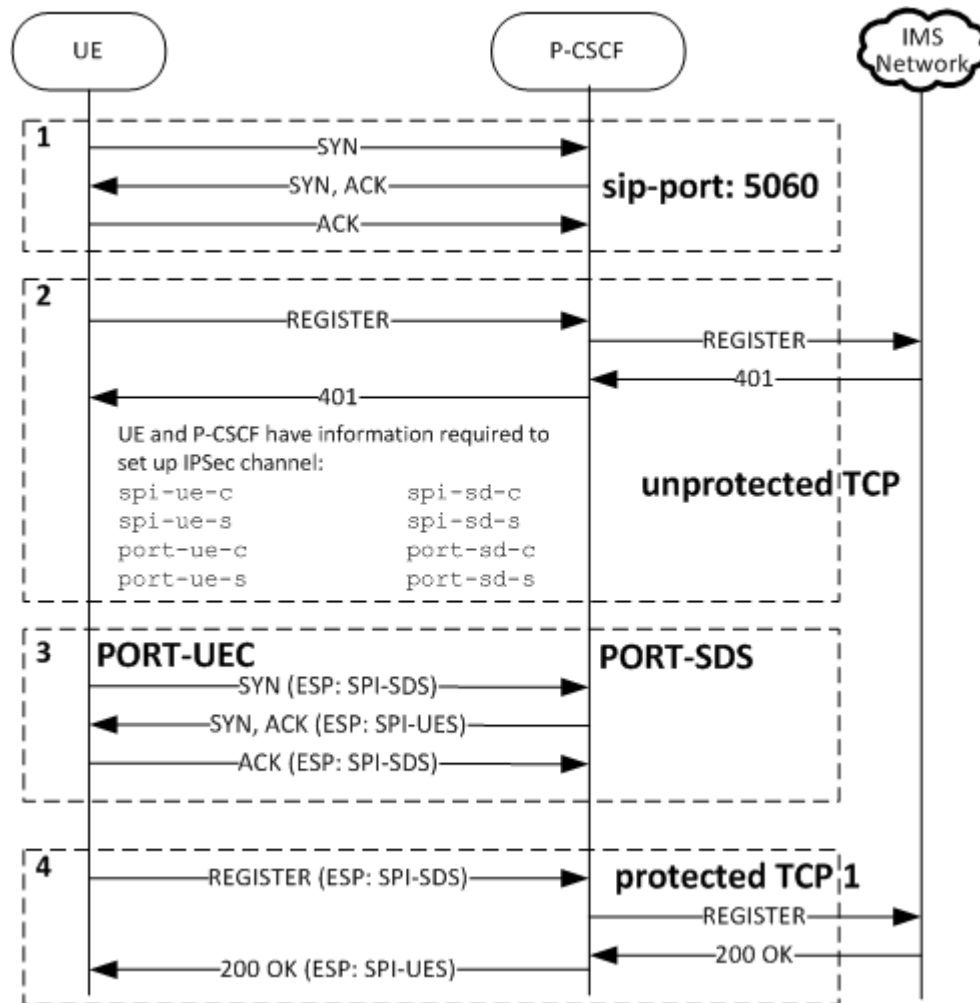 UE
P-CSCF
IMS
Network
1
SYN
SYN, ACK
sip-port: 5060
ACK
2
REGISTER
REGISTER
401
401
UE and P-CSCF have information required to
set up IPSec channel:
spi-ue-c spi-sd-c
unprotected TCP
spi-ue-s spi-sd-s
port-ue-c port-sd-c
port-ue-s port-sd-s
3 PORT-UEC PORT-SDS
SYN (ESP: SPI-SDS)
SYN, ACK (ESP: SPI-UES)
ACK (ESP: SPI-SDS)
4
REGISTER (ESP: SPI-SDS)
protected TCP 1
REGISTER
200 OK
200 OK (ESP: SPI-UES)